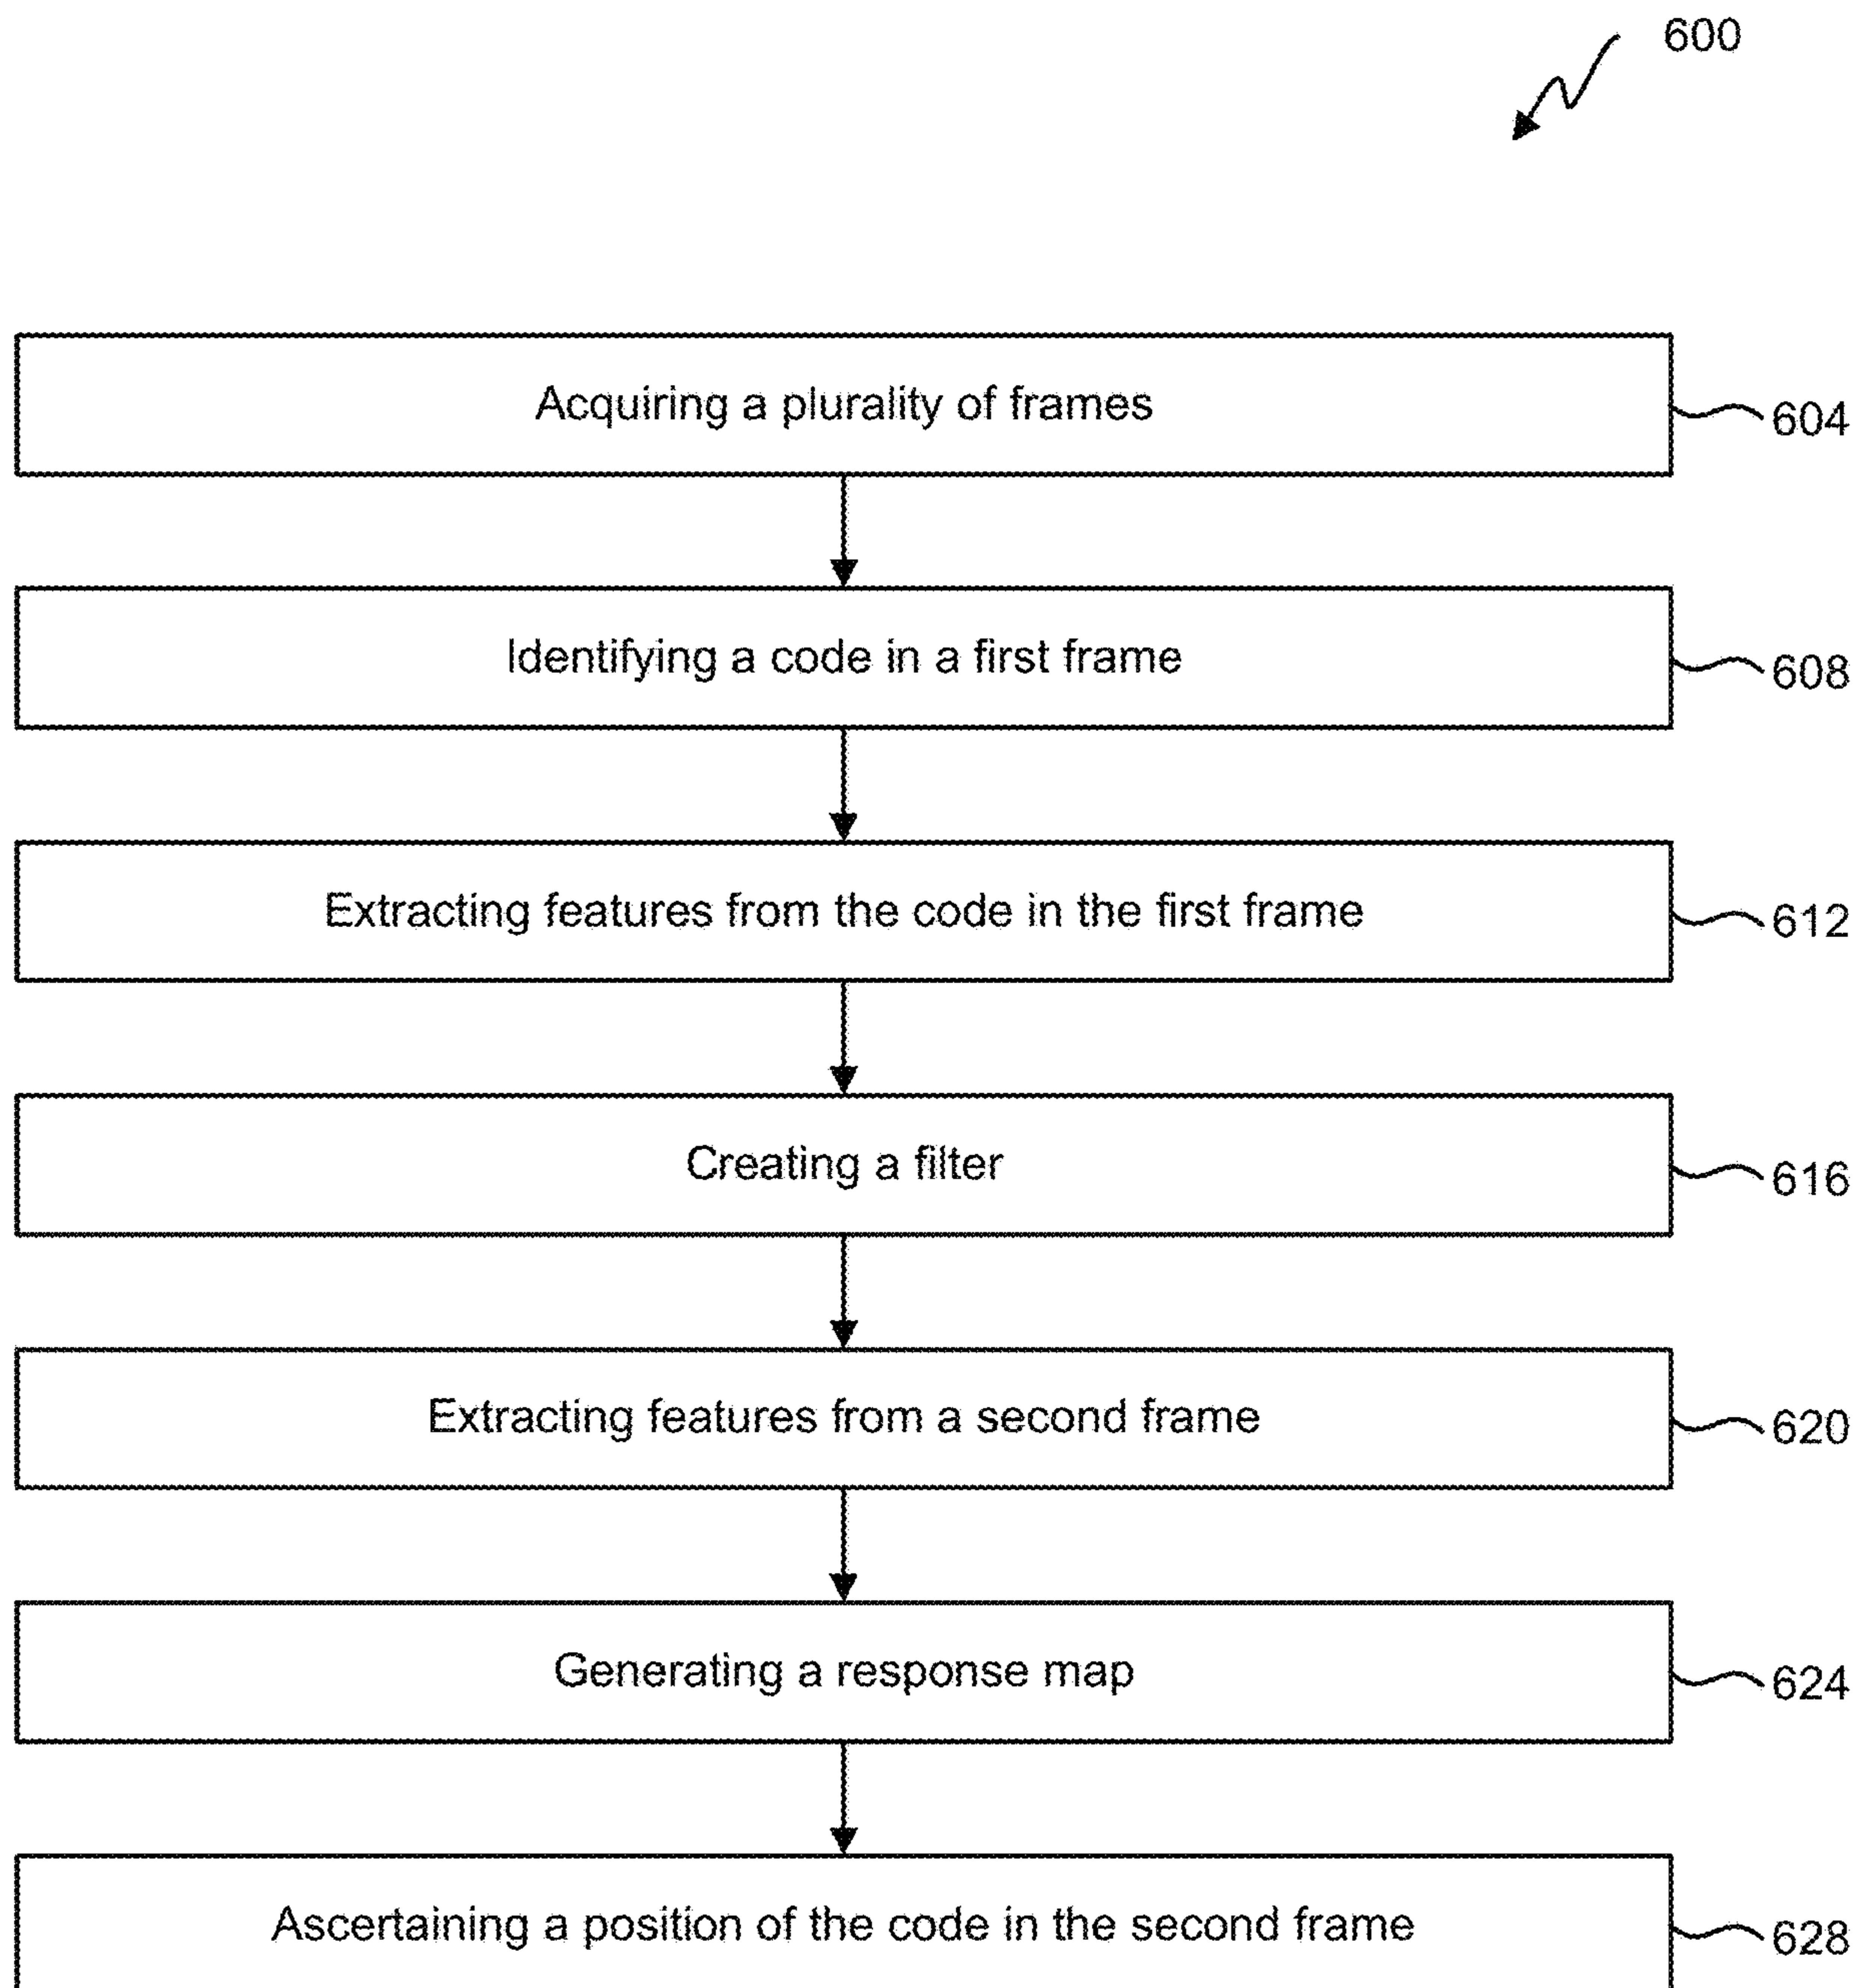 600
Acquiring a plurality of frames
604
Identifying a code in a first frame
608
Extracting features from the code in the first frame
612
Creating a filter
616
Extracting features from a second frame
620
Generating a response map
624
Ascertaining a position of the code in the second frame
628